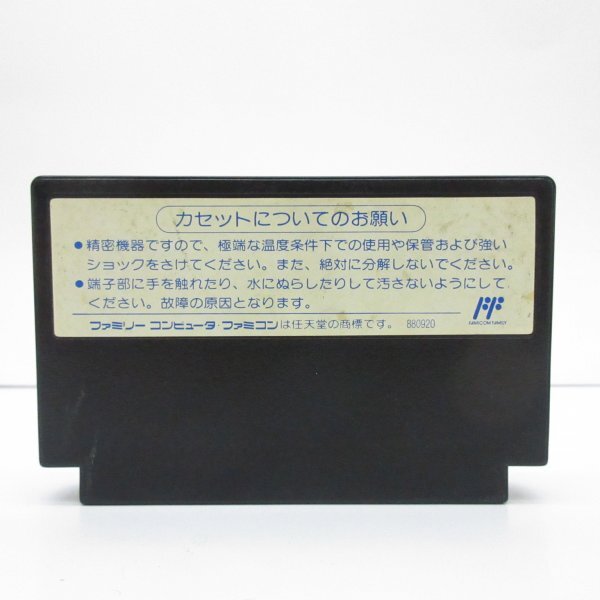 カセットについてのお願い
●精密機器ですので、極端な温度条件下での使用や保管および強い
ショックをさけてください。また、絶対に分解しないでください。
●端子部に手を触れたり、水にぬらしたりして汚さないようにして
ください。故障の原因となります。
FAMICOM FAMILY
ファミリー コンピュータ・ファミコンは任天堂の商標です。 880920